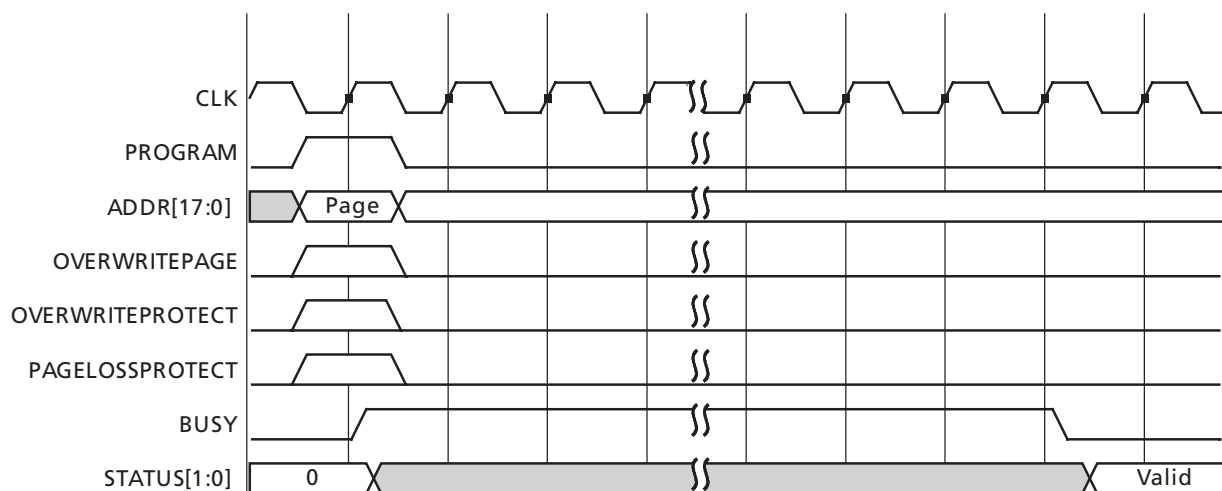 CLK
PROGRAM
ADDR[17:0] Page
OVERWRITEPAGE
OVERWRITEPROTECT
PAGELOSSPROTECT
BUSY
STATUS[1:0] 0 Valid